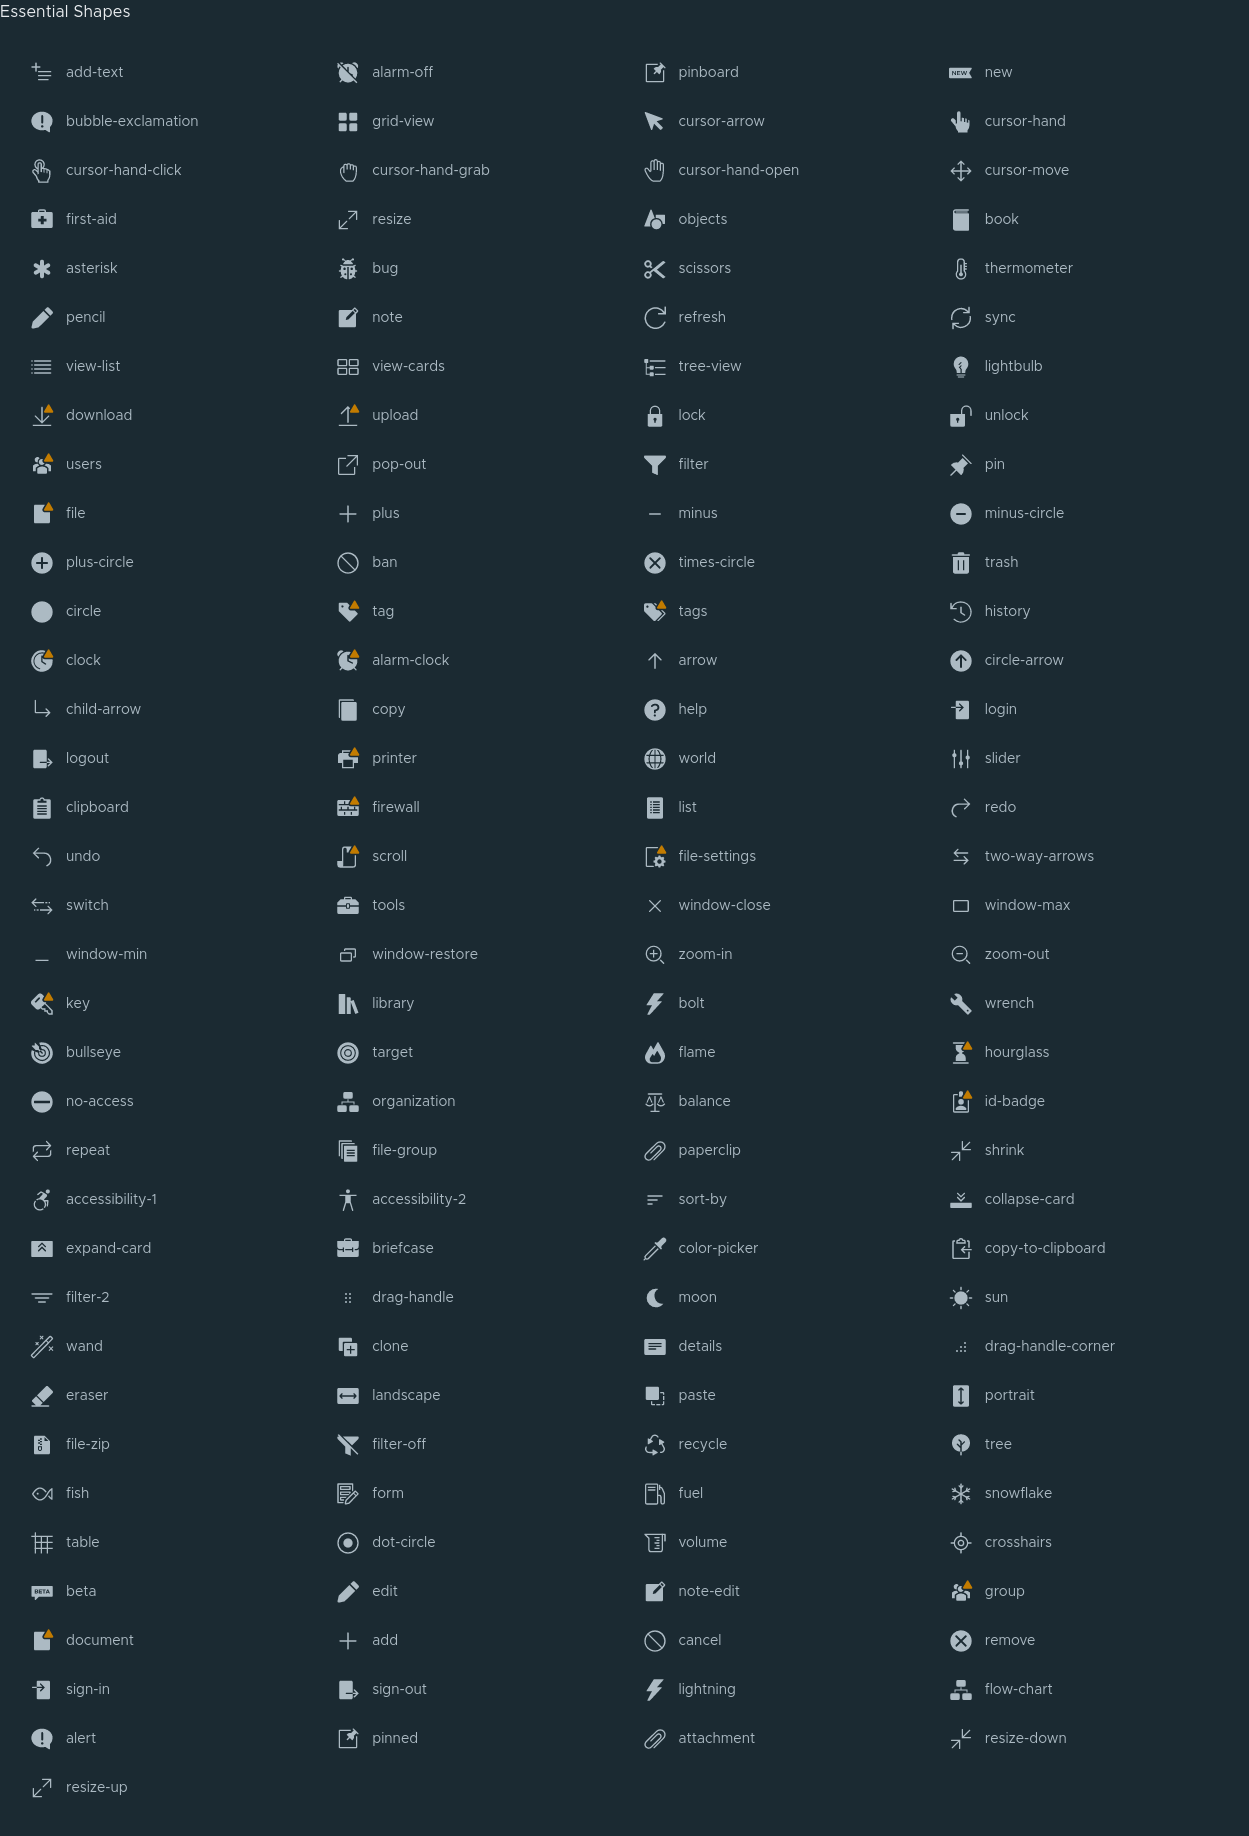 Essential Shapes
add-text alarm-off pinboard new
bubble-exclamation grid-view cursor-arrow cursor-hand
cursor-hand-click cursor-hand-grab cursor-hand-open cursor-move
first-aid resize objects book
asterisk bug scissors thermometer
pencil note refresh sync
view-list view-cards tree-view lightbulb
download upload lock unlock
users pop-out filter pin
file plus minus minus-circle
plus-circle ban times-circle trash
circle tag tags history
clock alarm-clock arrow circle-arrow
child-arrow copy help login
logout printer world slider
clipboard firewall list redo
undo scroll file-settings two-way-arrows
switch tools window-close window-max
window-min window-restore zoom-in zoom-out
key library bolt wrench
bullseye target flame hourglass
no-access organization balance id-badge
repeat file-group paperclip shrink
accessibility-1 accessibility-2 sort-by collapse-card
expand-card briefcase color-picker copy-to-clipboard
filter-2 drag-handle moon sun
wand clone details drag-handle-corner
eraser landscape paste portrait
file-zip filter-off recycle tree
fish form fuel snowflake
table dot-circle volume crosshairs
BETA beta edit note-edit group
document add cancel remove
sign-in sign-out lightning flow-chart
alert pinned attachment resize-down
resize-up